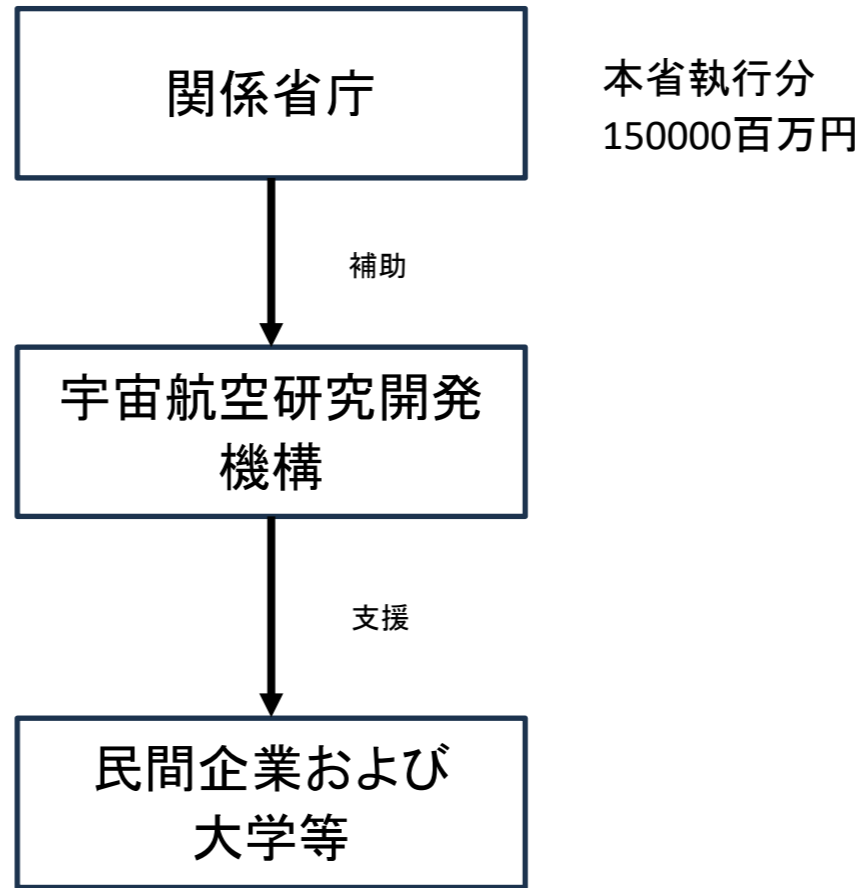 関係省庁
本省執行分
150000百万円
補助
宇宙航空研究開発
機構
支援
民間企業および
大学等